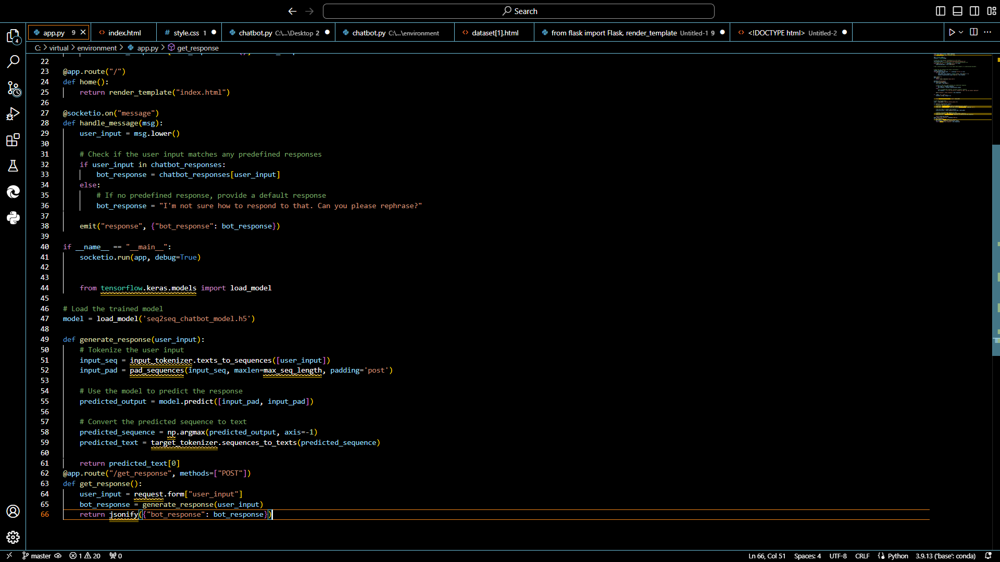 Search
app.py 9
index.html
style.css 1
chatbot.py C:\...\Desktop 2
chatbot.py C:\...\environment
dataset[1].html
from flask import Flask, render_template Untitled-1 9
<!DOCTYPE html> Untitled-2
C: > virtual > environment > app.py > get_response
22
23 @app.route("/")
24 def home():
25     return render_template("index.html")
26
27 @socketio.on("message")
28 def handle_message(msg):
29     user_input = msg.lower()
30
31     # Check if the user input matches any predefined responses
32     if user_input in chatbot_responses:
33         bot_response = chatbot_responses[user_input]
34     else:
35         # If no predefined response, provide a default response
36         bot_response = "I'm not sure how to respond to that. Can you please rephrase?"
37
38     emit("response", {"bot_response": bot_response})
39
40 if __name__ == "__main__":
41     socketio.run(app, debug=True)
42
43
44     from tensorflow.keras.models import load_model
45
46 # Load the trained model
47 model = load_model('seq2seq_chatbot_model.h5')
48
49 def generate_response(user_input):
50     # Tokenize the user input
51     input_seq = input_tokenizer.texts_to_sequences([user_input])
52     input_pad = pad_sequences(input_seq, maxlen=max_seq_length, padding='post')
53
54     # Use the model to predict the response
55     predicted_output = model.predict([input_pad, input_pad])
56
57     # Convert the predicted sequence to text
58     predicted_sequence = np.argmax(predicted_output, axis=-1)
59     predicted_text = target_tokenizer.sequences_to_texts(predicted_sequence)
60
61     return predicted_text[0]
62 @app.route("/get_response", methods=["POST"])
63 def get_response():
64     user_input = request.form["user_input"]
65     bot_response = generate_response(user_input)
66     return jsonify({"bot_response": bot_response})
4
master 1 20 0
Ln 66, Col 51 Spaces: 4 UTF-8 CRLF Python 3.9.13 ('base': conda)